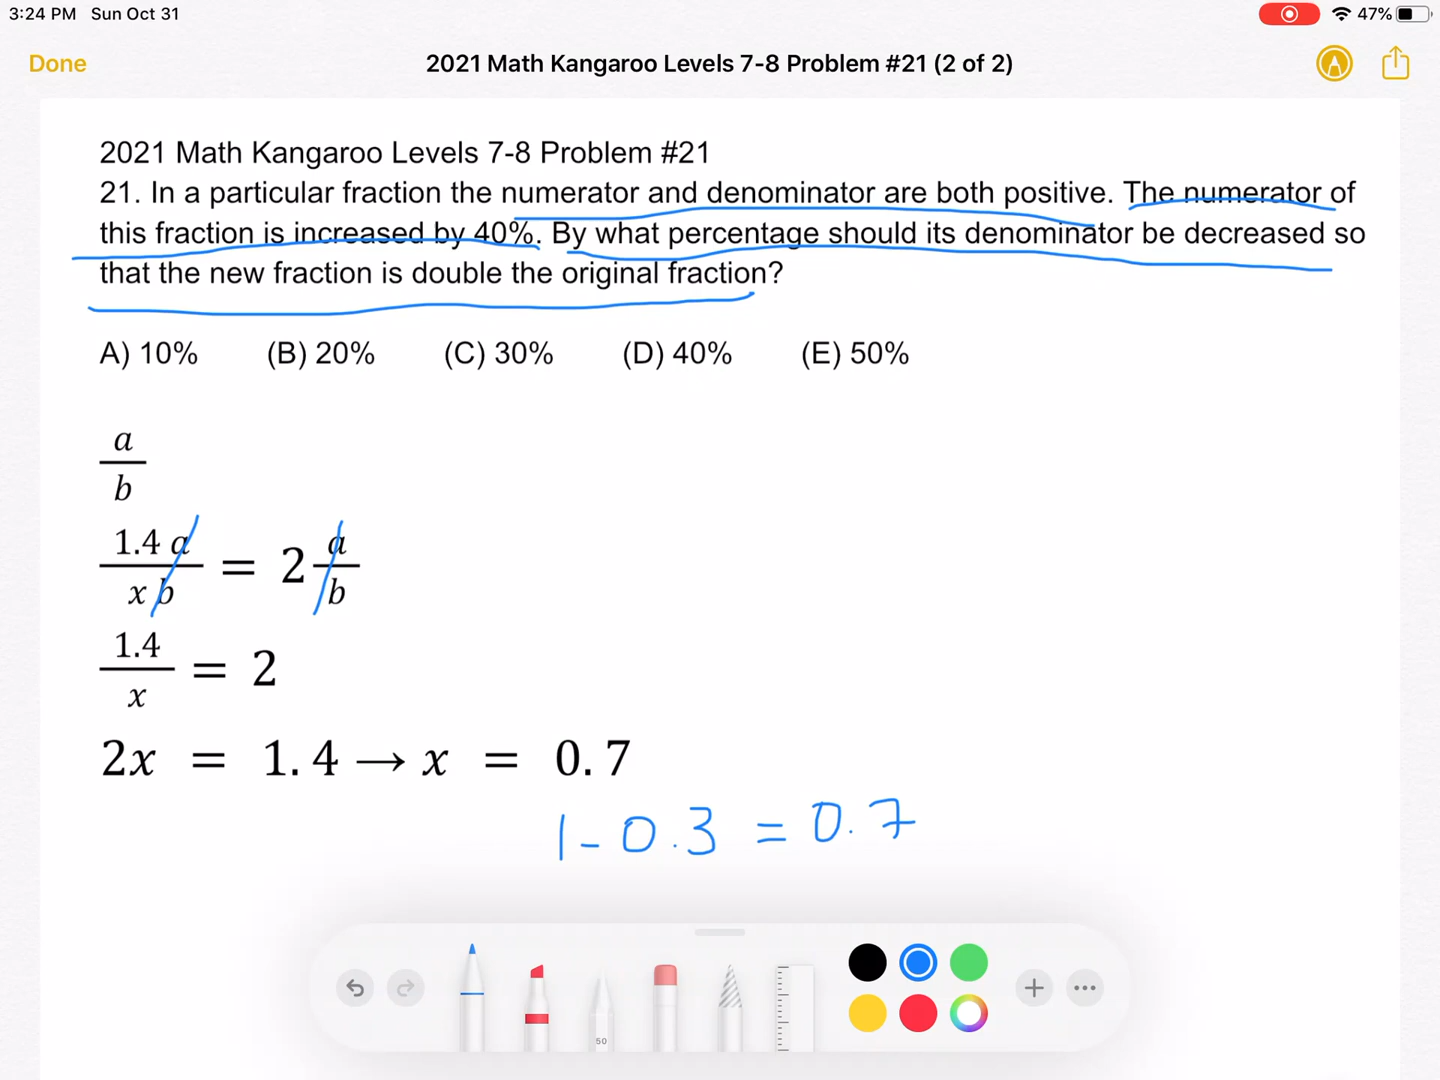 3:24 PM Sun Oct 31 47%
Done 2021 Math Kangaroo Levels 7-8 Problem #21 (2 of 2)
2021 Math Kangaroo Levels 7-8 Problem #21
21. In a particular fraction the numerator and denominator are both positive. The numerator of
this fraction is increased by 40%. By what percentage should its denominator be decreased so
that the new fraction is double the original fraction?
A) 10% (B) 20% (C) 30% (D) 40% (E) 50%
a
b
1.4 a
x b
= 2
a
b
1.4
x
= 2
2x = 1.4 → x = 0.7
1 - 0.3 = 0.7
50